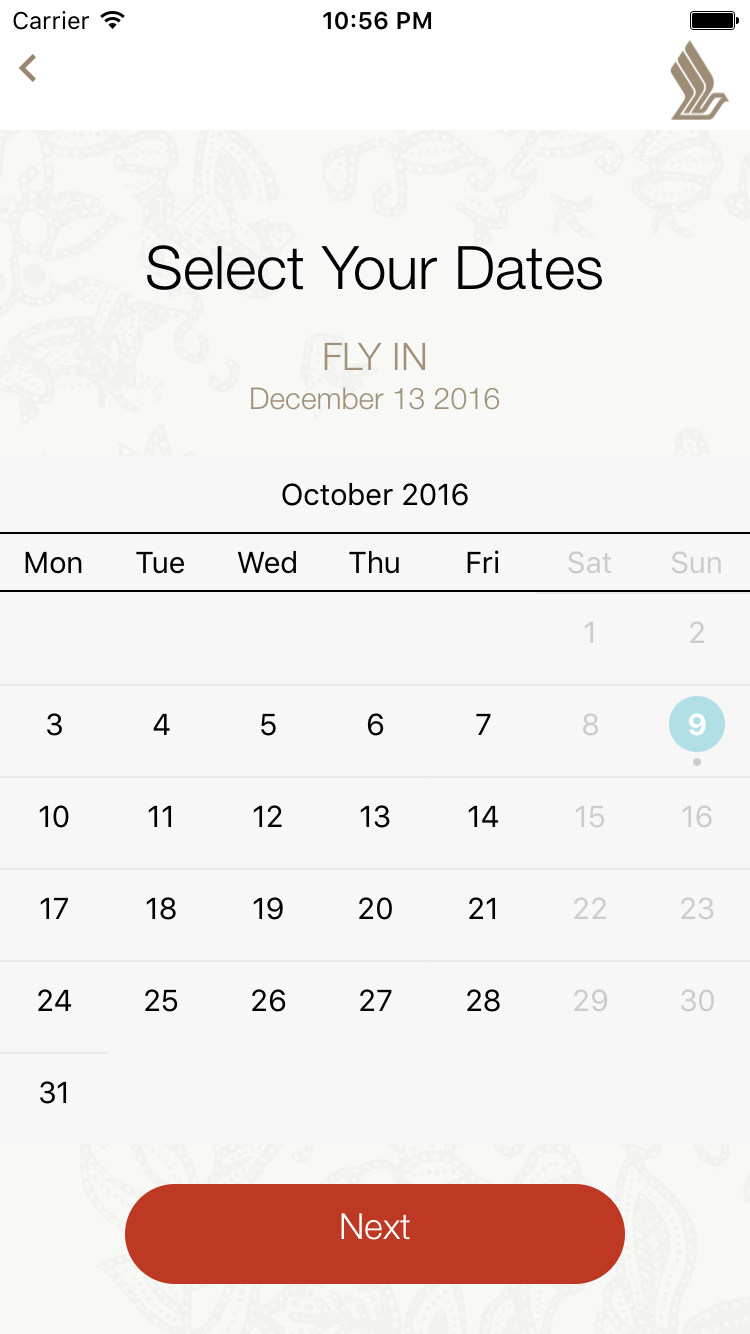 Carrier 10:56 PM
Select Your Dates
FLY IN
December 13 2016
October 2016
Mon Tue Wed Thu Fri Sat Sun
1 2
3 4 5 6 7 8 9
10 11 12 13 14 15 16
17 18 19 20 21 22 23
24 25 26 27 28 29 30
31
Next